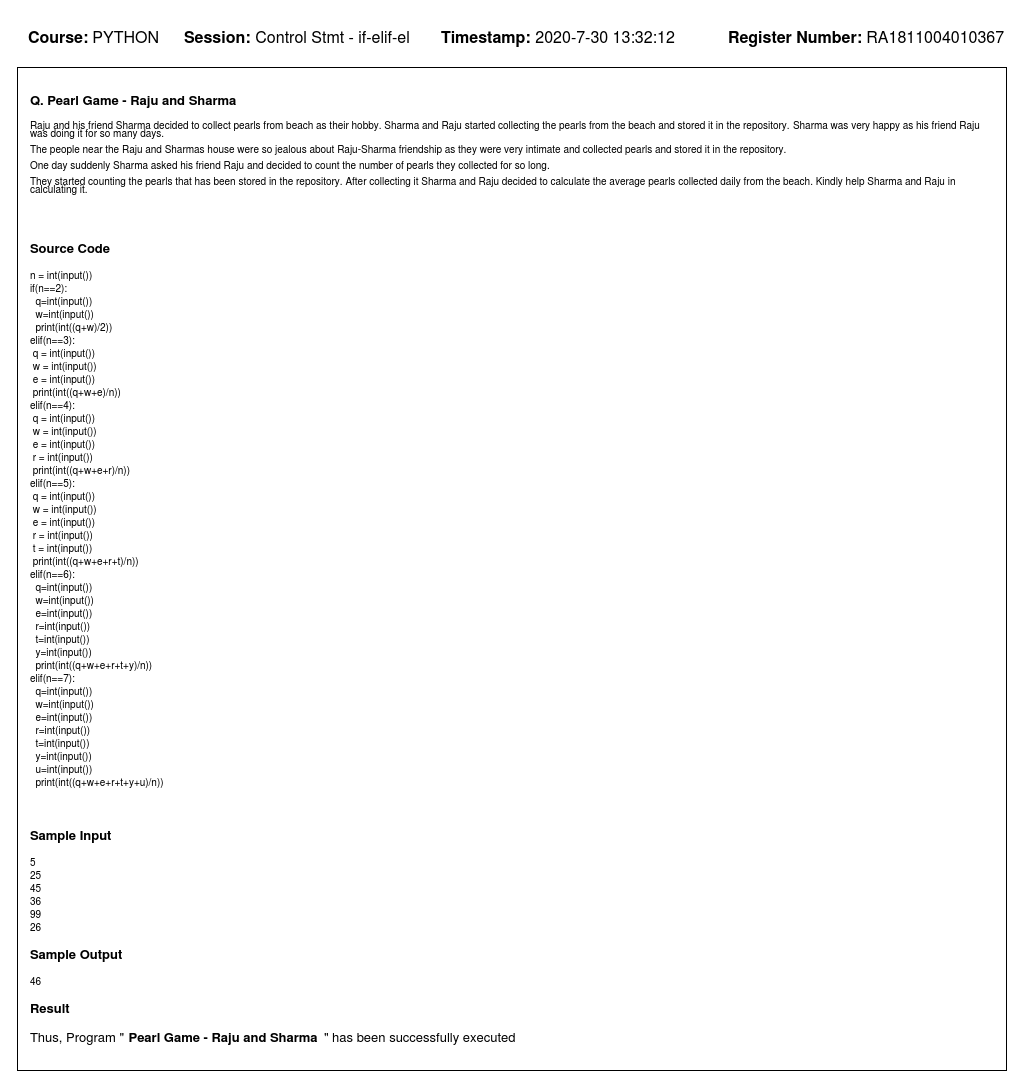 Course: PYTHON Session: Control Stmt - if-elif-el Timestamp: 2020-7-30 13:32:12 Register Number: RA1811004010367
Q. Pearl Game - Raju and Sharma
Raju and his friend Sharma decided to collect pearls from beach as their hobby. Sharma and Raju started collecting the pearls from the beach and stored it in the repository. Sharma was very happy as his friend Raju
was doing it for so many days.
The people near the Raju and Sharmas house were so jealous about Raju-Sharma friendship as they were very intimate and collected pearls and stored it in the repository.
One day suddenly Sharma asked his friend Raju and decided to count the number of pearls they collected for so long.
They started counting the pearls that has been stored in the repository. After collecting it Sharma and Raju decided to calculate the average pearls collected daily from the beach. Kindly help Sharma and Raju in
calculating it.
Source Code
n = int(input())
if(n==2):
  q=int(input())
  w=int(input())
  print(int((q+w)/2))
elif(n==3):
 q = int(input())
 w = int(input())
 e = int(input())
 print(int((q+w+e)/n))
elif(n==4):
 q = int(input())
 w = int(input())
 e = int(input())
 r = int(input())
 print(int((q+w+e+r)/n))
elif(n==5):
 q = int(input())
 w = int(input())
 e = int(input())
 r = int(input())
 t = int(input())
 print(int((q+w+e+r+t)/n))
elif(n==6):
  q=int(input())
  w=int(input())
  e=int(input())
  r=int(input())
  t=int(input())
  y=int(input())
  print(int((q+w+e+r+t+y)/n))
elif(n==7):
  q=int(input())
  w=int(input())
  e=int(input())
  r=int(input())
  t=int(input())
  y=int(input())
  u=int(input())
  print(int((q+w+e+r+t+y+u)/n))
Sample Input
5
25
45
36
99
26
Sample Output
46
Result
Thus, Program " Pearl Game - Raju and Sharma " has been successfully executed